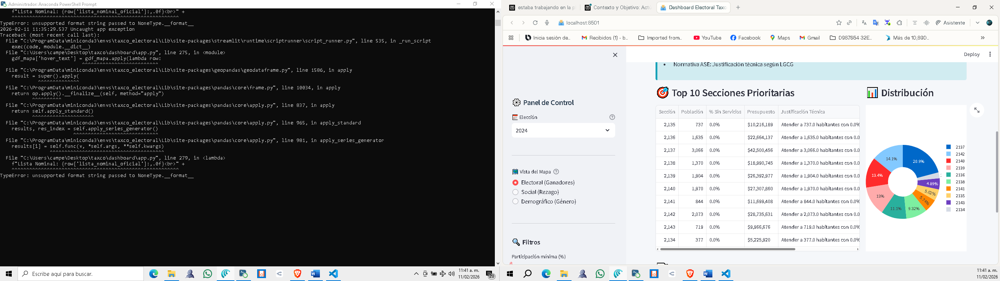 Administrador: Anaconda PowerShell Prompt
f"Lista Nominal: {row['lista_nominal_oficial']:,.0f}<br>" +
^^^^^^^^^^^^^^^^^^^^^^^^^^^^^^^^^^^^^^^^^^^^^^^^^^^^^^^^^
TypeError: unsupported format string passed to NoneType.__format__
2026-02-11 11:35:29.537 Uncaught app exception
Traceback (most recent call last):
File "C:\ProgramData\miniconda3\envs\taxco_electoral\Lib\site-packages\streamlit\runtime\scriptrunner\script_runner.py", line 535, in _run_script
exec(code, module.__dict__)
File "C:\Users\campe\Desktop\taxco\dashboard\app.py", line 275, in <module>
gdf_mapa['hover_text'] = gdf_mapa.apply(lambda row:
^^^^^^^^^^^^^^^^^^^^^^^^^^
File "C:\ProgramData\miniconda3\envs\taxco_electoral\Lib\site-packages\geopandas\geodataframe.py", line 1586, in apply
result = super().apply(
^^^^^^^^^^^^^^
File "C:\ProgramData\miniconda3\envs\taxco_electoral\Lib\site-packages\pandas\core\frame.py", line 10034, in apply
return op.apply().__finalize__(self, method="apply")
^^^^^^^^^^
File "C:\ProgramData\miniconda3\envs\taxco_electoral\Lib\site-packages\pandas\core\apply.py", line 837, in apply
return self.apply_standard()
^^^^^^^^^^^^^^^^^^^^^
File "C:\ProgramData\miniconda3\envs\taxco_electoral\Lib\site-packages\pandas\core\apply.py", line 965, in apply_standard
results, res_index = self.apply_series_generator()
^^^^^^^^^^^^^^^^^^^^^^^^^^^^^
File "C:\ProgramData\miniconda3\envs\taxco_electoral\Lib\site-packages\pandas\core\apply.py", line 981, in apply_series_generator
results[i] = self.func(v, *self.args, **self.kwargs)
^^^^^^^^^^^^^^^^^^^^^^^^^^^^^^^^^^^^^^^
File "C:\Users\campe\Desktop\taxco\dashboard\app.py", line 279, in <lambda>
f"Lista Nominal: {row['lista_nominal_oficial']:,.0f}<br>" +
^^^^^^^^^^^^^^^^^^^^^^^^^^^^^^^^^^^^^^^^^^^^^^^^^^^^^^^^^
TypeError: unsupported format string passed to NoneType.__format__
Escribe aquí para buscar.
11:41 a. m.
11/02/2026
20
estaba trabajando en la p
Contexto y Objetivo: Actú
Dashboard Electoral Taxc
localhost:8501
Asistente
Inicia sesión de...
Recibidos (1) - b...
Imported from...
YouTube
Facebook
Maps
Gmail
0987654 32E...
Más de 10,890...
Deploy
Panel de Control
Elección
2024
Vista del Mapa
Electoral (Ganadores)
Social (Rezago)
Demográfico (Género)
Filtros
Participación mínima (%)
• Normativa ASE: Justificación técnica según LGCG
Top 10 Secciones Prioritarias
Sección Población % Sin Servicios Presupuesto Justificación Técnica
2,135 737 0.0% $10,216,189 Atender a 737.0 habitantes con 0.0%
2,136 1,635 0.0% $22,664,137 Atender a 1,635.0 habitantes con 0.0
2,137 3,066 0.0% $42,500,456 Atender a 3,066.0 habitantes con 0.0
2,138 1,370 0.0% $18,990,745 Atender a 1,370.0 habitantes con 0.0
2,139 1,904 0.0% $26,392,977 Atender a 1,904.0 habitantes con 0.0
2,140 1,970 0.0% $27,307,860 Atender a 1,970.0 habitantes con 0.0
2,141 844 0.0% $11,699,408 Atender a 844.0 habitantes con 0.0%
2,142 2,073 0.0% $28,735,631 Atender a 2,073.0 habitantes con 0.0
2,143 719 0.0% $9,966,676 Atender a 719.0 habitantes con 0.0%
2,134 377 0.0% $5,225,920 Atender a 377.0 habitantes con 0.0%
Distribución
20.9%
14.1%
13.4%
13%
11.1%
9.32%
5.74%
5.02%
4.89%
2137
2142
2140
2139
2136
2138
2141
2135
2143
2134
11:41 a. m.
11/02/2026